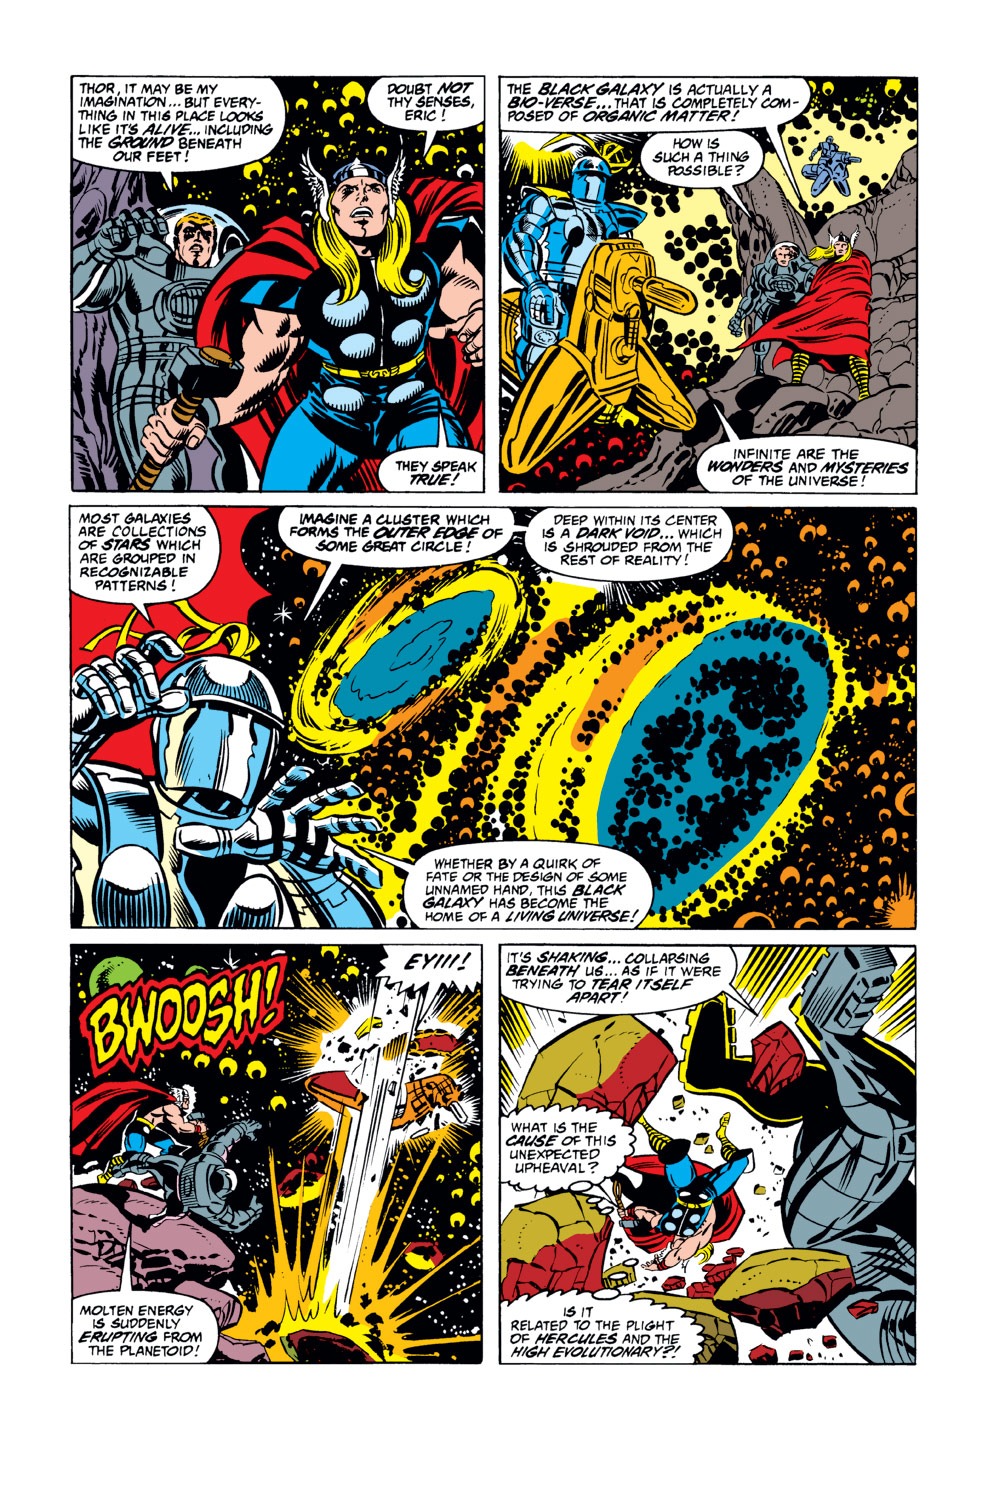 THOR, IT MAY BE MY
IMAGINATION... BUT EVERY-
THING IN THIS PLACE LOOKS
LIKE IT'S ALIVE... INCLUDING
THE GROUND BENEATH
OUR FEET!
DOUBT NOT
THY SENSES,
ERIC!
THEY SPEAK
TRUE!
THE BLACK GALAXY IS ACTUALLY A
BIO-VERSE... THAT IS COMPLETELY COM-
POSED OF ORGANIC MATTER!
HOW IS
SUCH A THING
POSSIBLE?
INFINITE ARE THE
WONDERS AND MYSTERIES
OF THE UNIVERSE!
MOST GALAXIES
ARE COLLECTIONS
OF STARS WHICH
ARE GROUPED IN
RECOGNIZABLE
PATTERNS!
IMAGINE A CLUSTER WHICH
FORMS THE OUTER EDGE OF
SOME GREAT CIRCLE!
DEEP WITHIN ITS CENTER
IS A DARK VOID... WHICH
IS SHROUDED FROM THE
REST OF REALITY!
WHETHER BY A QUIRK OF
FATE OR THE DESIGN OF SOME
UNNAMED HAND, THIS BLACK
GALAXY HAS BECOME THE
HOME OF A LIVING UNIVERSE!
BWOOSH!
EYIII!
MOLTEN ENERGY
IS SUDDENLY
ERUPTING FROM
THE PLANETOID!
IT'S SHAKING... COLLAPSING
BENEATH US... AS IF IT WERE
TRYING TO TEAR ITSELF
APART!
WHAT IS THE
CAUSE OF THIS
UNEXPECTED
UPHEAVAL?
IS IT
RELATED TO THE PLIGHT
OF HERCULES AND THE
HIGH EVOLUTIONARY?!